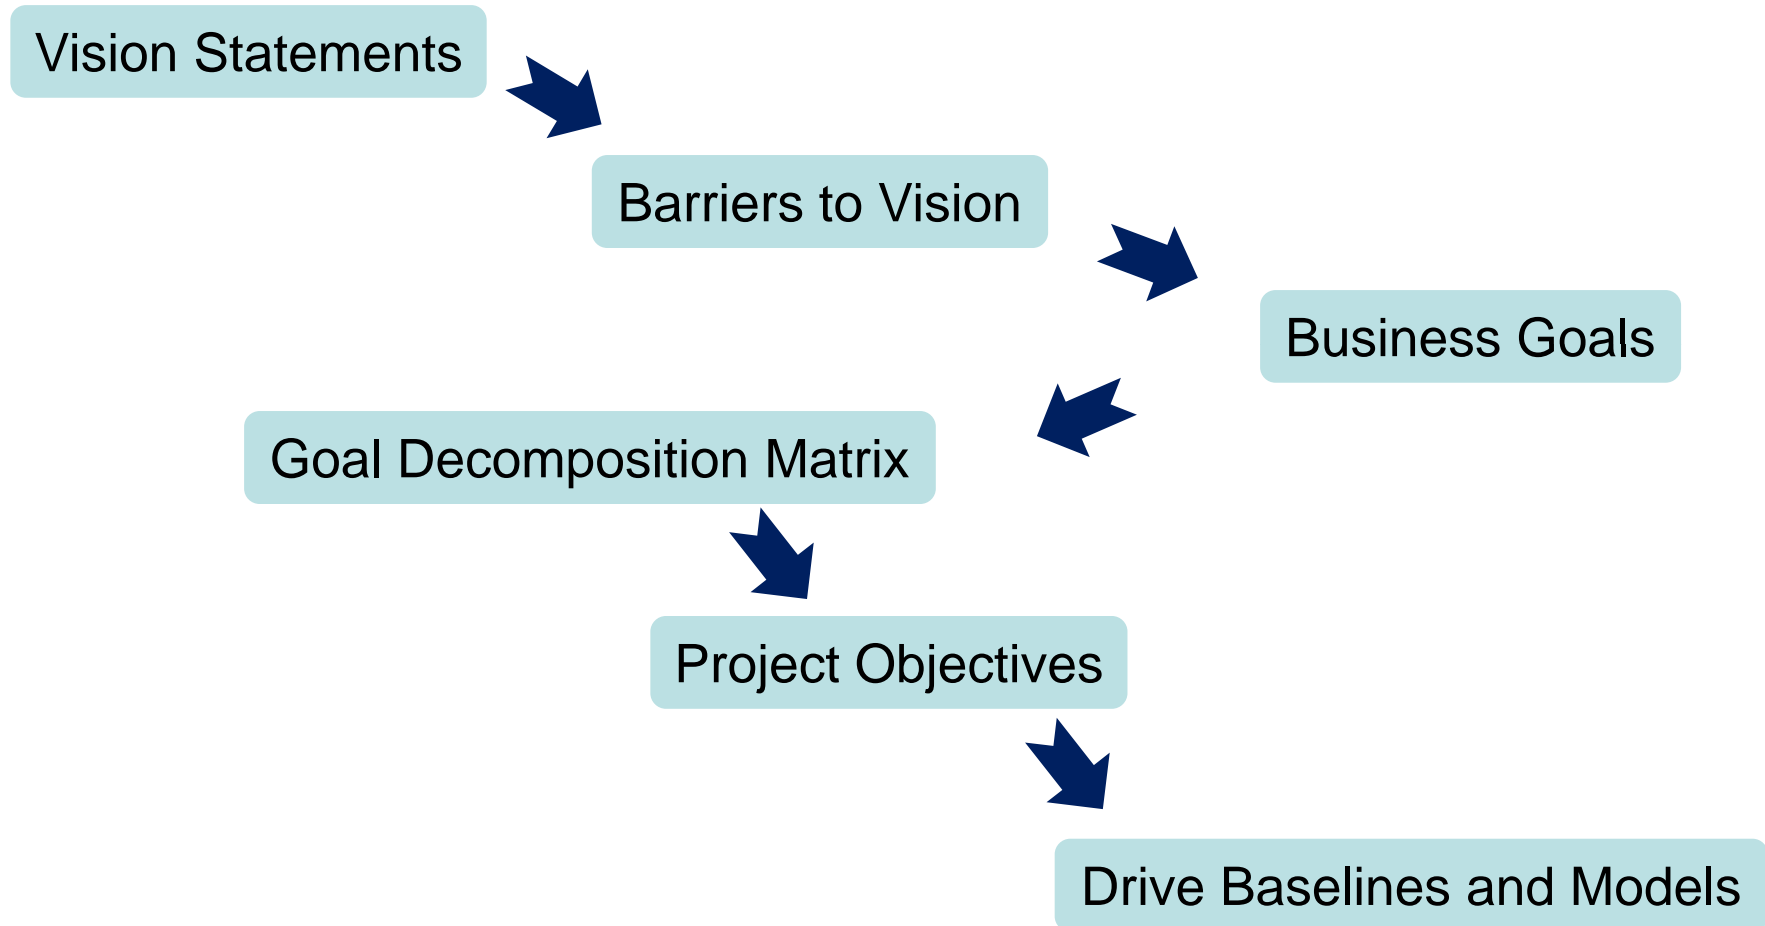 Vision Statements
Barriers to Vision
Business Goals
Goal Decomposition Matrix
Project Objectives
Drive Baselines and Models